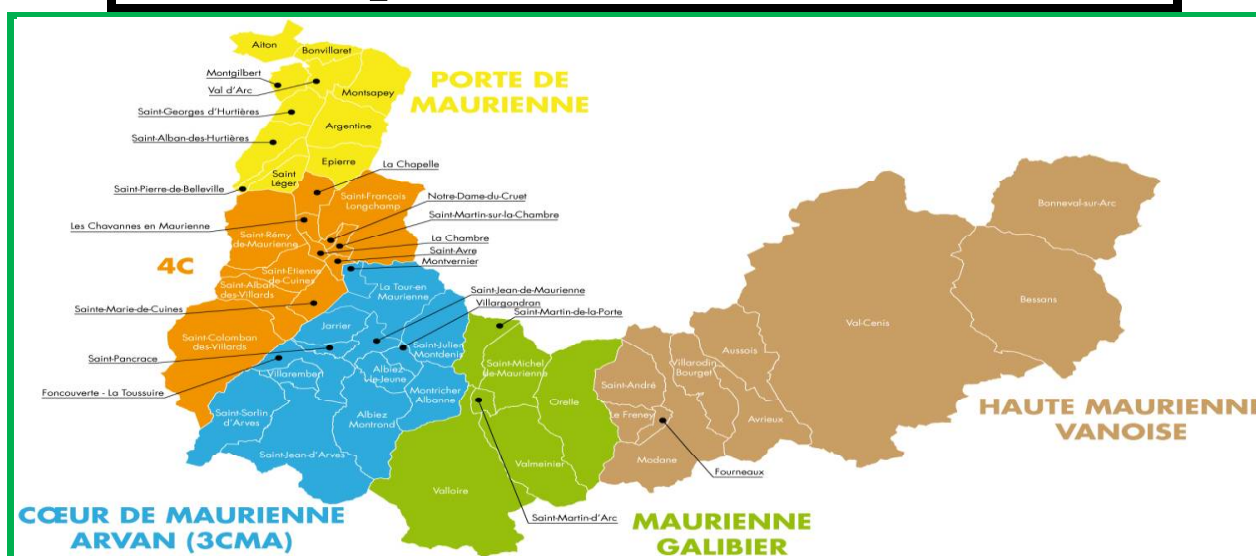 Aiton
Bonvillaret
Montgilbert
Val d'Arc
PORTE DE
MAURIENNE
Montsapey
Saint-Georges d'Hurtières
Argentine
Saint-Alban-des-Hurtières
Epierre
La Chapelle
Saint
Léger
Saint-Pierre-de-Belleville
Saint-François
Longchamp
Notre-Dame-du-Cruet
Saint-Martin-sur-la-Chambre
Les Chavannes en Maurienne
Saint-Rémy
de-Maurienne
La Chambre
Saint-Avre
Montvernier
4C
Saint-Etienne
de-Cuines
Saint-Alban
des-Villards
La Tour-en
Maurienne
Saint-Jean-de-Maurienne
Villargondran
Saint-Martin-de-la-Porte
Sainte-Marie-de-Cuines
Jarrier
Saint-Colomban
des-Villards
Saint-Julien
Montdenis
Saint-Pancrace
Villarembert
Albiez
le-Jeune
Saint-Michel
de-Maurienne
Foncouverte - La Toussuire
Montricher
Albanne
Orelle
Saint-Sorlin
d'Arves
Albiez
Montrond
Saint-Jean-d'Arves
Valmeinier
Valloire
Saint-Martin-d'Arc
Bonneval-sur-Arc
Bessans
Val-Cenis
Aussois
Villarodin
Bourget
Saint-André
Le Freney
Avrieux
Modane
Fourneaux
HAUTE MAURIENNE
VANOISE
CŒUR DE MAURIENNE
ARVAN (3CMA)
MAURIENNE
GALIBIER